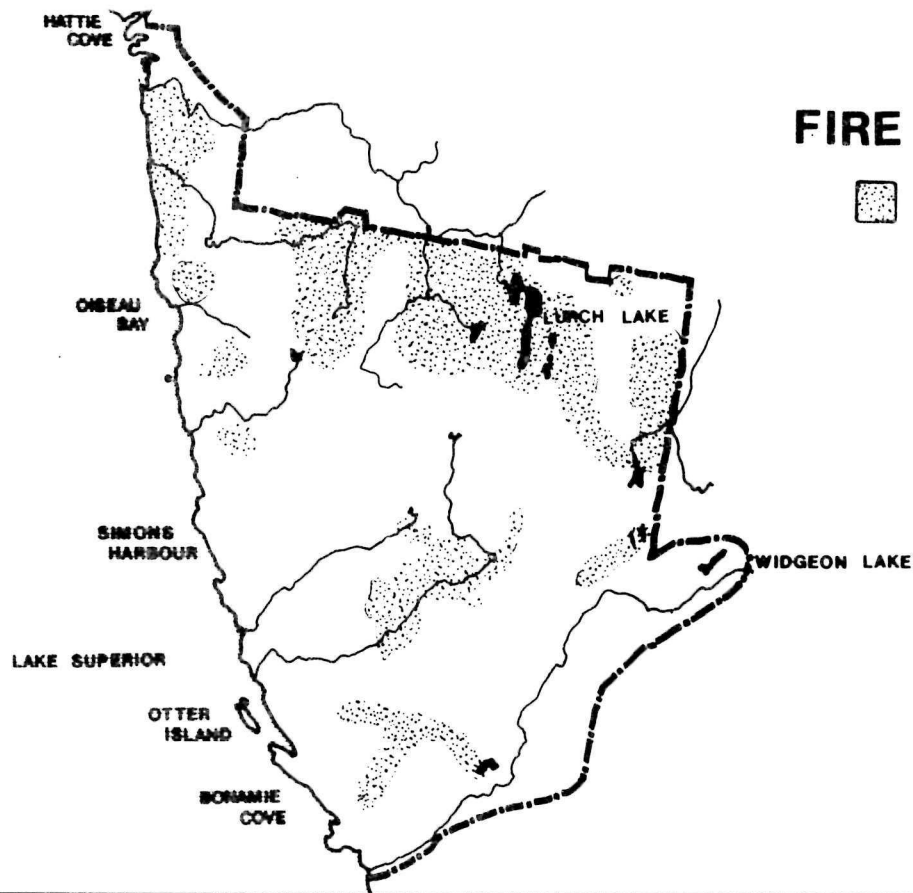 HATTIE
COVE
FIRE
OISEAU
BAY
LURCH LAKE
SIMONS
HARBOUR
WIDGEON LAKE
LAKE SUPERIOR
OTTER
ISLAND
BONAMIE
COVE